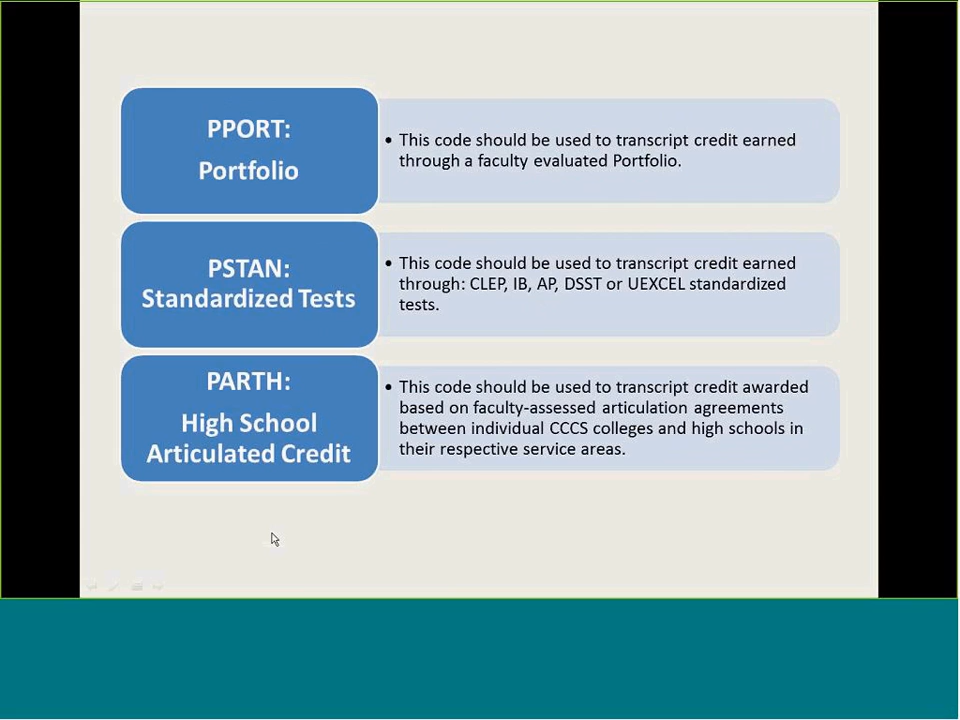 PPORT:
Portfolio
• This code should be used to transcript credit earned
through a faculty evaluated Portfolio.
PSTAN:
Standardized Tests
• This code should be used to transcript credit earned
through: CLEP, IB, AP, DSST or UEXCEL standardized
tests.
PARTH:
High School
Articulated Credit
• This code should be used to transcript credit awarded
based on faculty-assessed articulation agreements
between individual CCCS colleges and high schools in
their respective service areas.